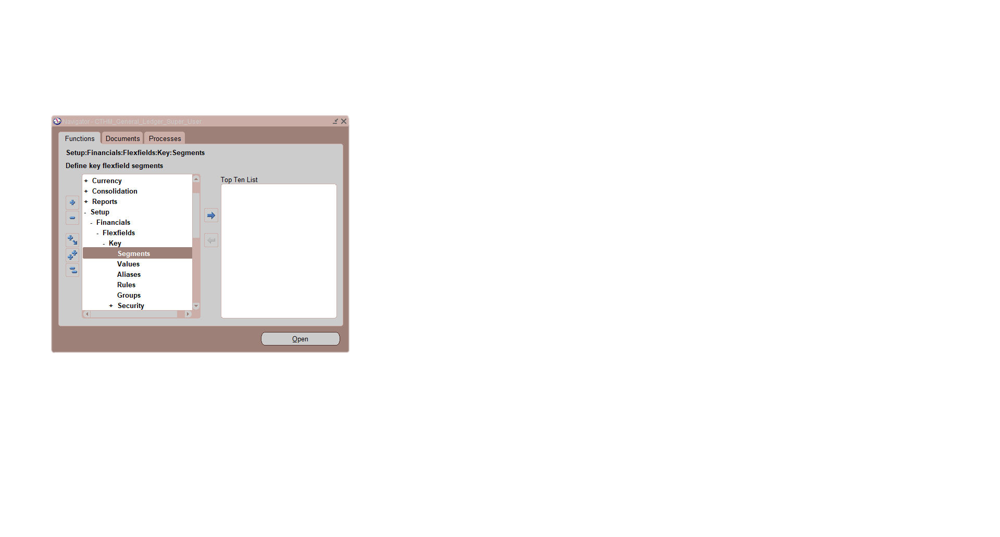 Navigator - CTHM_General_Ledger_Super_User
Functions
Documents
Processes
Setup:Financials:Flexfields:Key:Segments
Define key flexfield segments
+ Currency
+ Consolidation
+ Reports
- Setup
- Financials
- Flexfields
- Key
Segments
Values
Aliases
Rules
Groups
+ Security
Top Ten List
Open